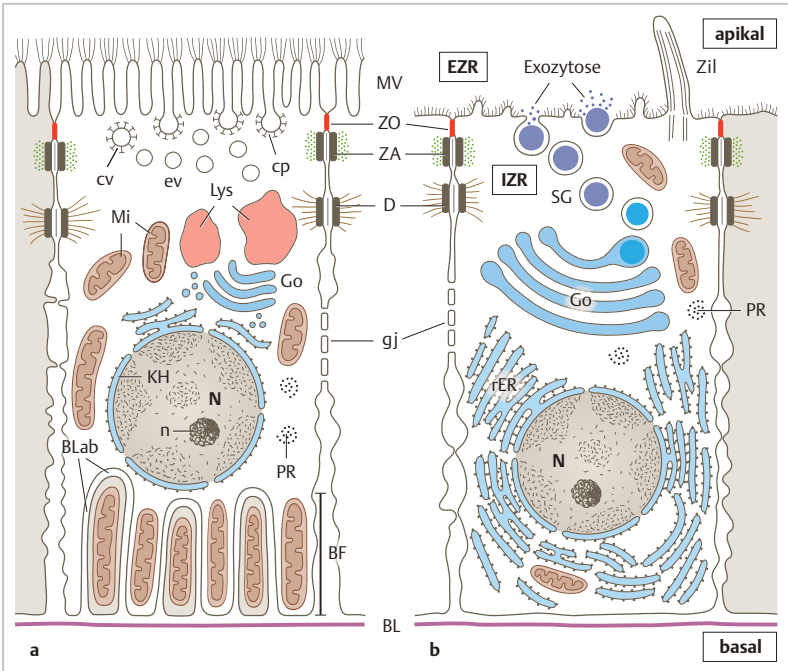 apikal
EZR
Exozytose
Zil
MV
ZO
cv
ev
cp
ZA
IZR
Lys
SG
Mi
D
Go
Go
PR
gj
KH
N
rER
n
N
BLab
PR
BF
BL
a
b
basal